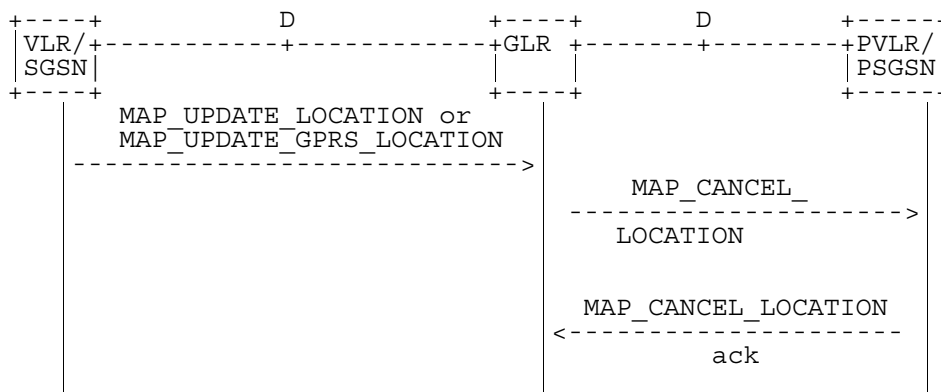 D D
VLR/ GLR PVLR/
SGSN PSGSN
MAP_UPDATE_LOCATION or
MAP_UPDATE_GPRS_LOCATION
MAP_CANCEL_
LOCATION
MAP_CANCEL_LOCATION
ack